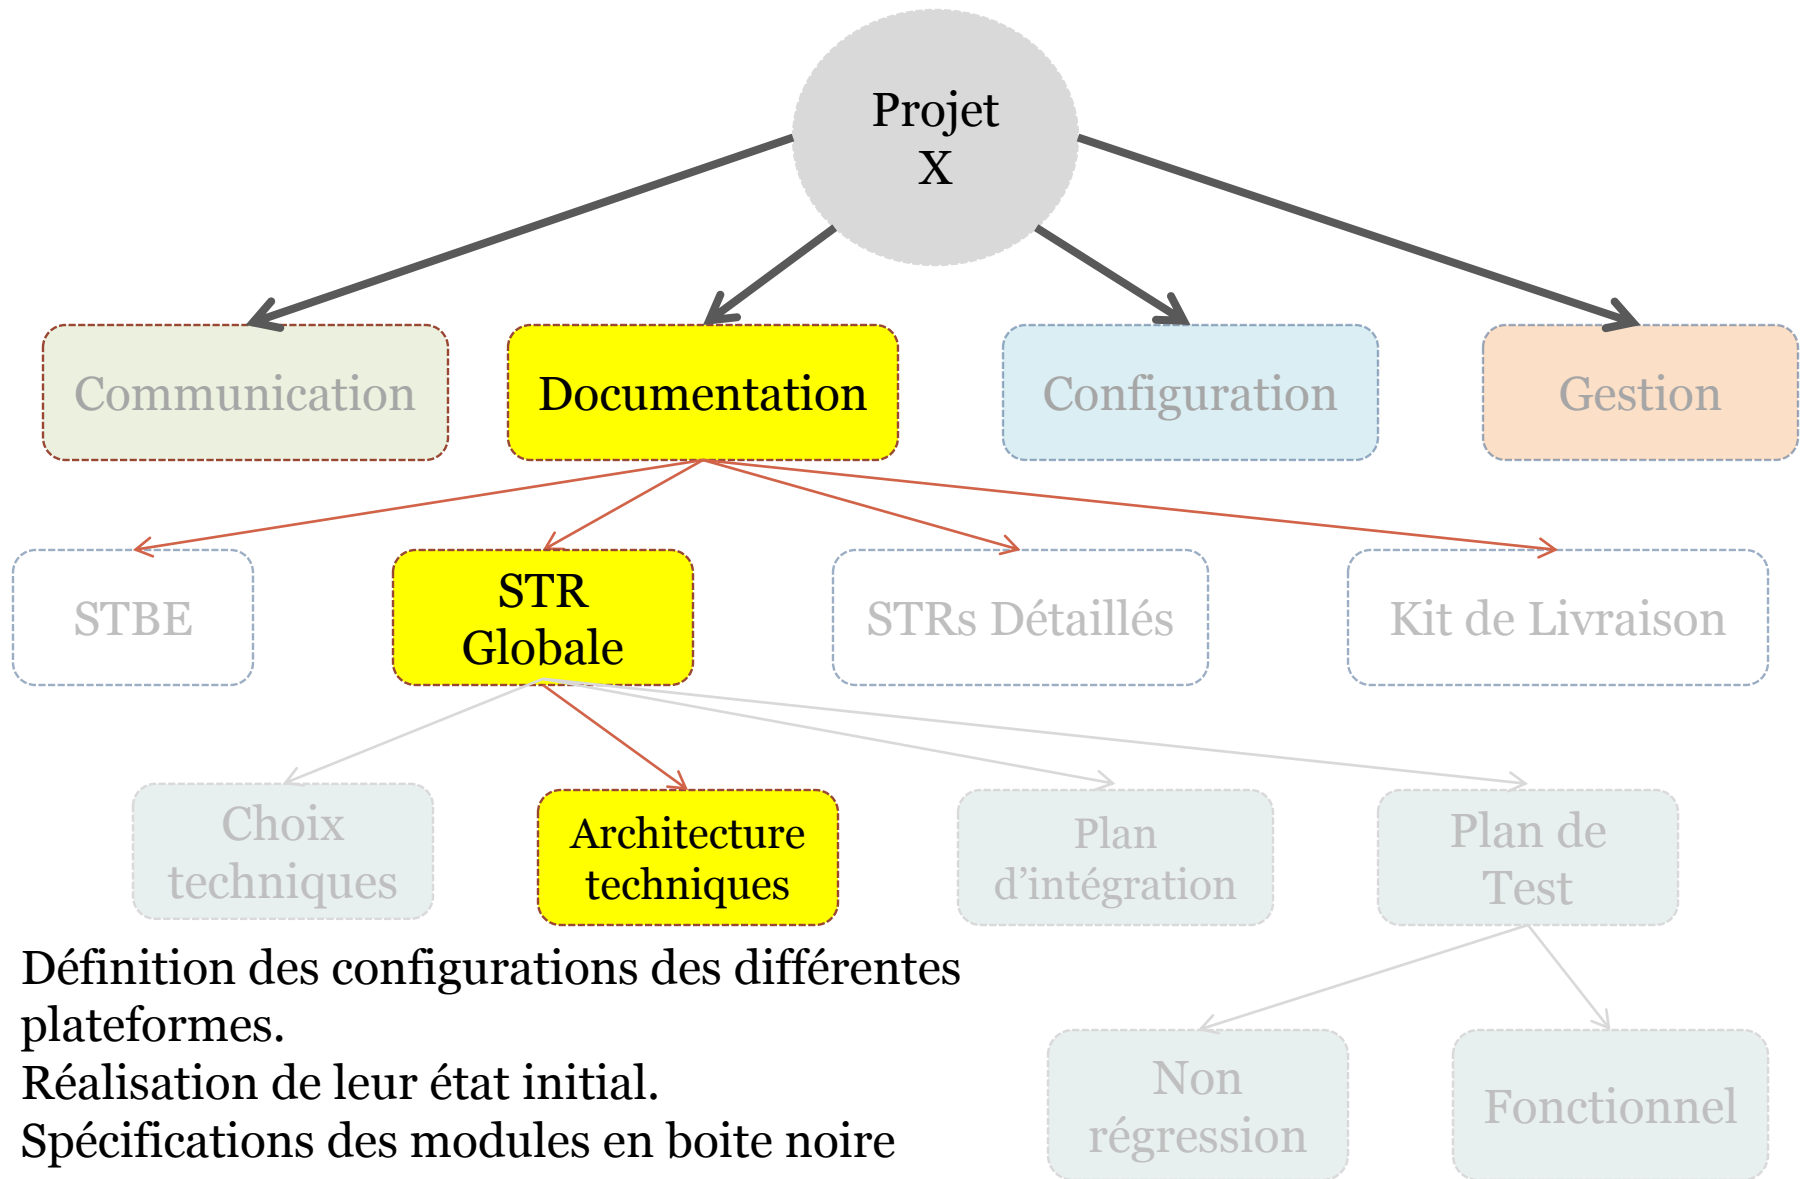 Projet
X
Communication
Documentation
Configuration
Gestion
STBE
STR
Globale
STRs Détaillés
Kit de Livraison
Choix
techniques
Architecture
techniques
Plan
d’intégration
Plan de
Test
Définition des configurations des différentes
plateformes.
Réalisation de leur état initial.
Spécifications des modules en boite noire
Non
régression
Fonctionnel